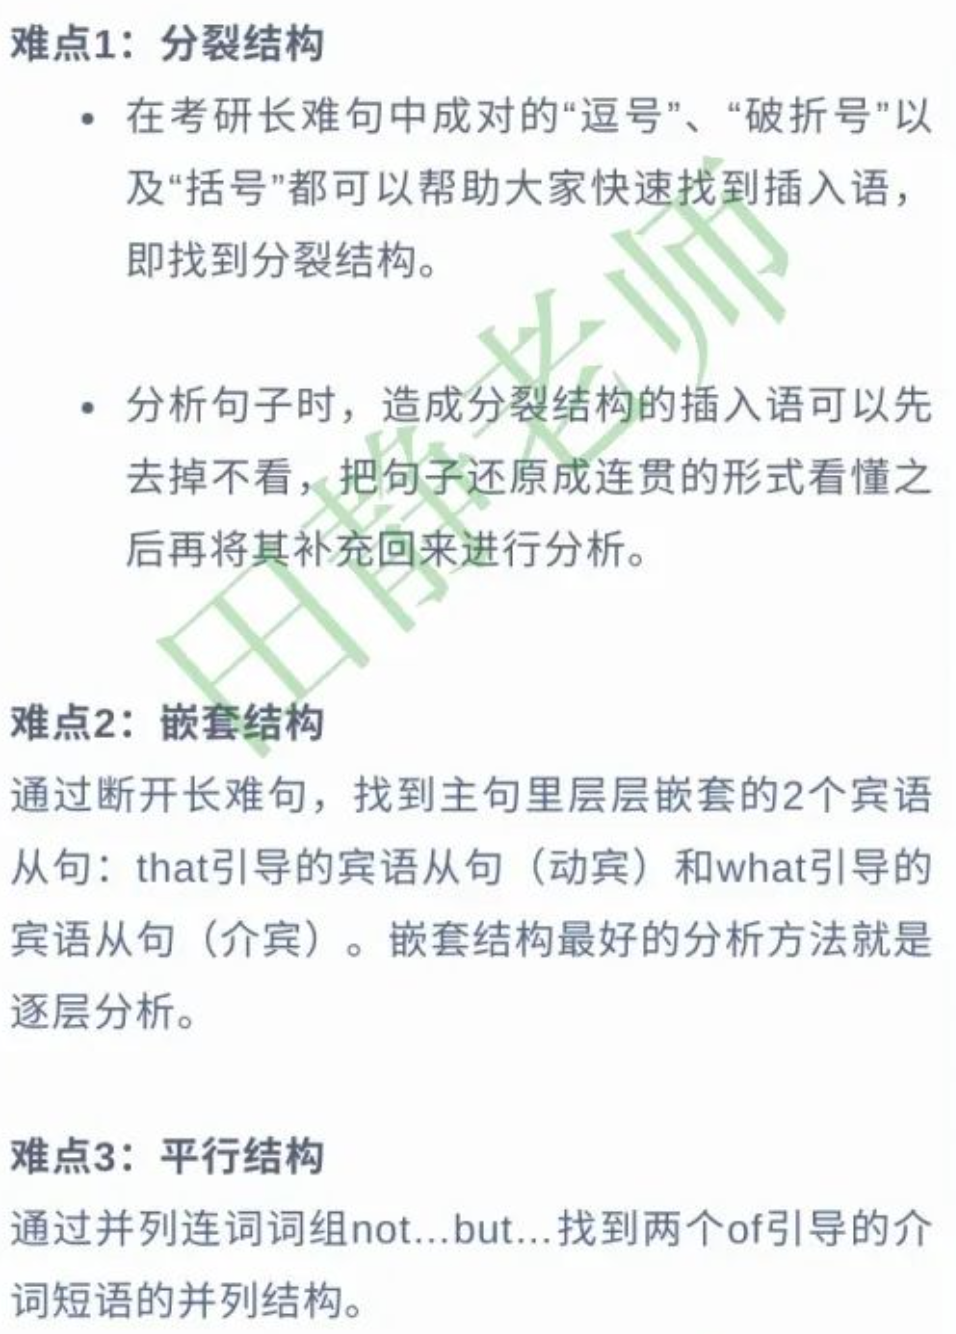 难点1：分裂结构
• 在考研长难句中成对的“逗号”、“破折号”以
及“括号”都可以帮助大家快速找到插入语，
即找到分裂结构。
• 分析句子时，造成分裂结构的插入语可以先
去掉不看，把句子还原成连贯的形式看懂之
后再将其补充回来进行分析。
田静老师
难点2：嵌套结构
通过断开长难句，找到主句里层层嵌套的2个宾语
从句：that引导的宾语从句（动宾）和what引导的
宾语从句（介宾）。嵌套结构最好的分析方法就是
逐层分析。
难点3：平行结构
通过并列连词词组not...but...找到两个of引导的介
词短语的并列结构。